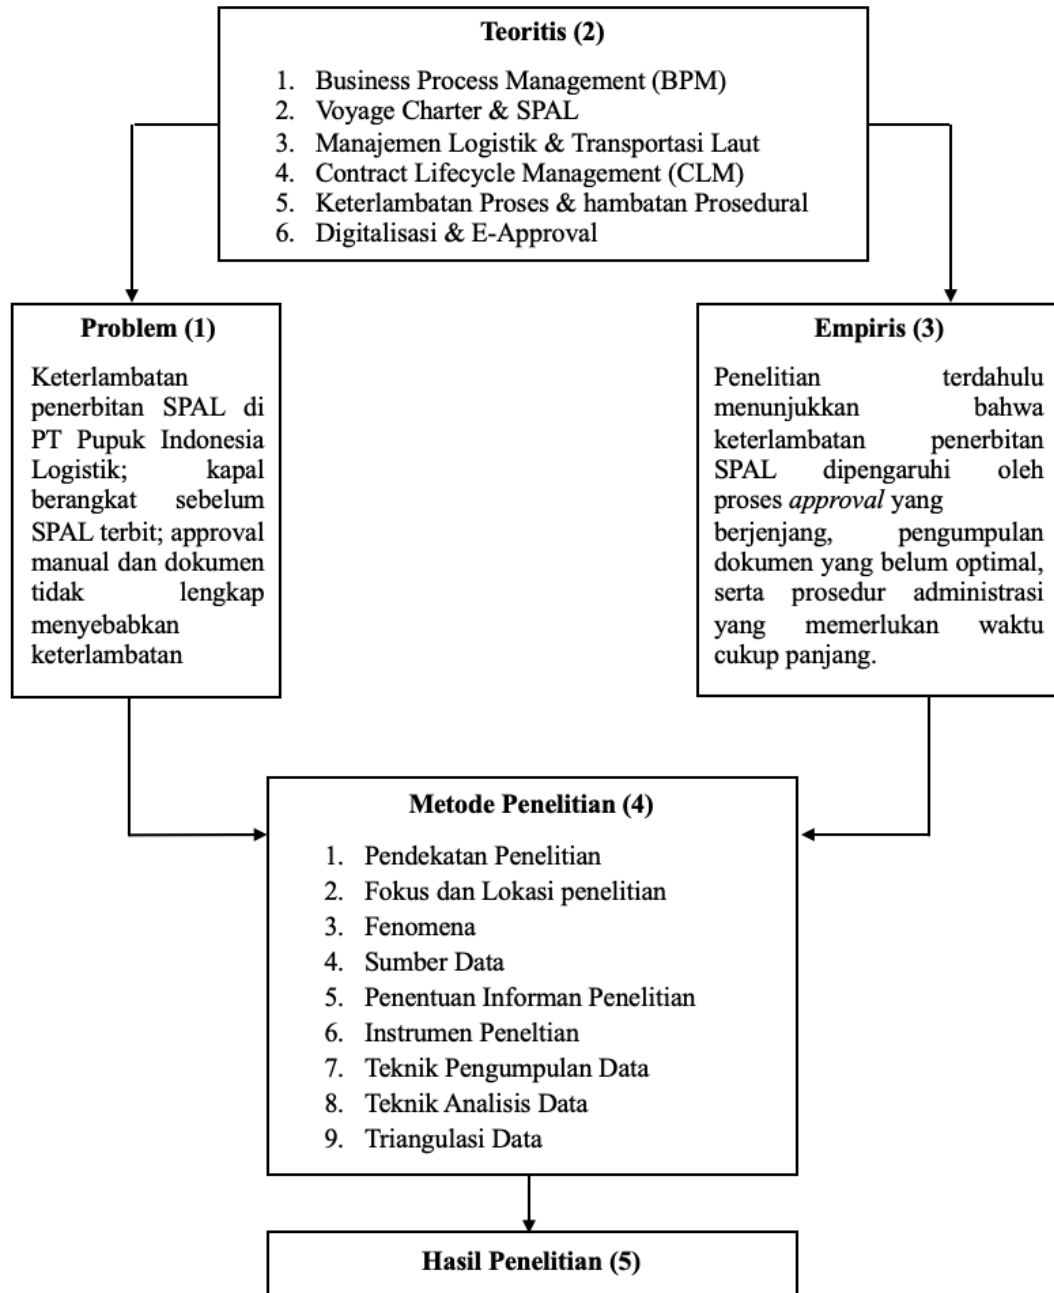 Teoritis (2)
1. Business Process Management (BPM)
2. Voyage Charter & SPAL
3. Manajemen Logistik & Transportasi Laut
4. Contract Lifecycle Management (CLM)
5. Keterlambatan Proses & hambatan Prosedural
6. Digitalisasi & E-Approval
Problem (1)
Keterlambatan
penerbitan SPAL di
PT Pupuk Indonesia
Logistik; kapal
berangkat sebelum
SPAL terbit; approval
manual dan dokumen
tidak lengkap
menyebabkan
keterlambatan
Empiris (3)
Penelitian terdahulu
menunjukkan bahwa
keterlambatan penerbitan
SPAL dipengaruhi oleh
proses approval yang
berjenjang, pengumpulan
dokumen yang belum optimal,
serta prosedur administrasi
yang memerlukan waktu
cukup panjang.
Metode Penelitian (4)
1. Pendekatan Penelitian
2. Fokus dan Lokasi penelitian
3. Fenomena
4. Sumber Data
5. Penentuan Informan Penelitian
6. Instrumen Peneltian
7. Teknik Pengumpulan Data
8. Teknik Analisis Data
9. Triangulasi Data
Hasil Penelitian (5)